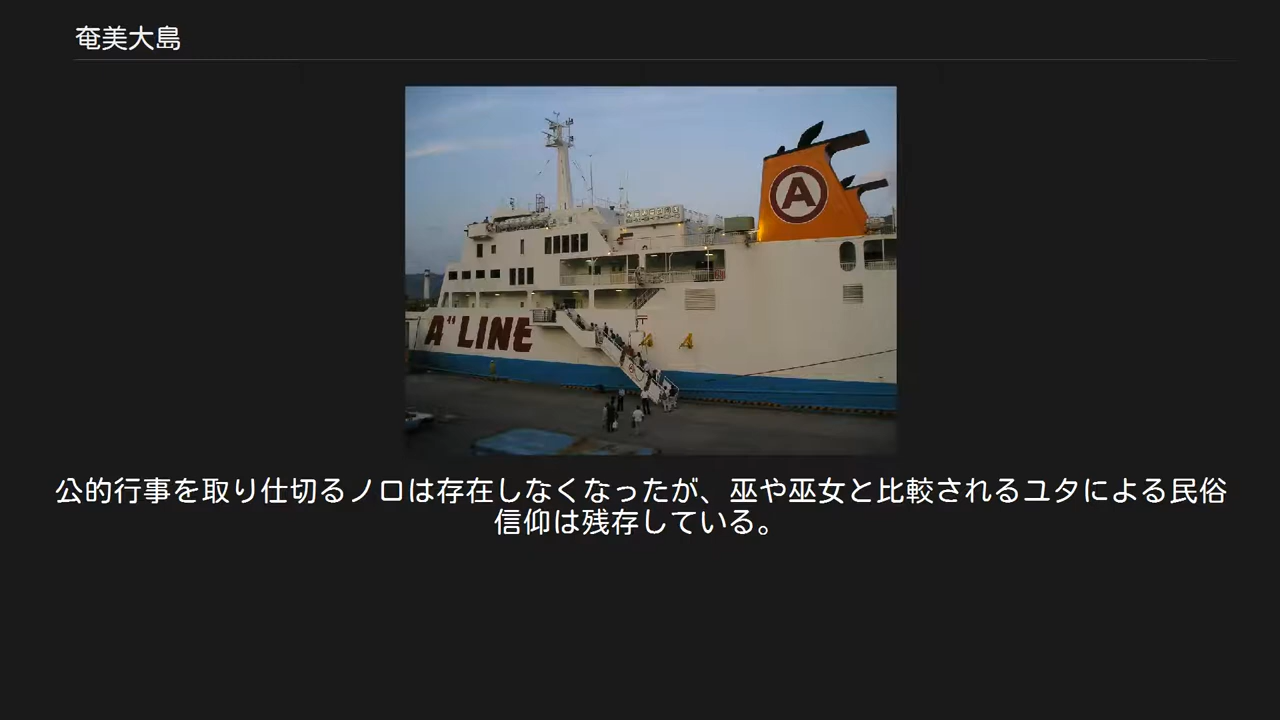 奄美大島
A
A"LINE
公的行事を取り仕切るノロは存在しなくなったが、巫や巫女と比較されるユタによる民俗
信仰は残存している。